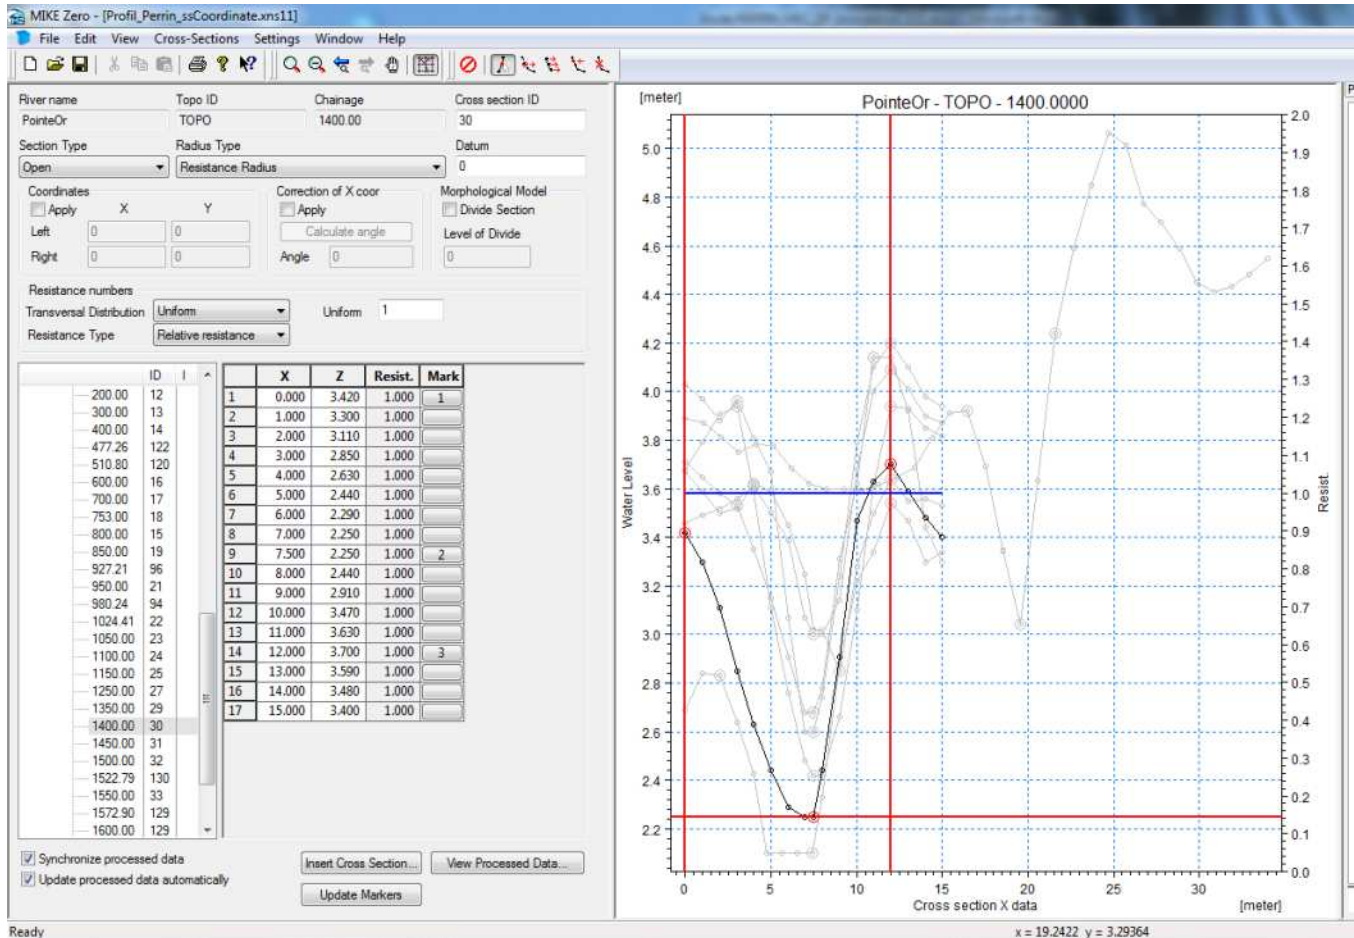 MIKE Zero - [Profil_Perrin_ssCoordinate.xns11]
File Edit View Cross-Sections Settings Window Help
River name Topo ID Chainage Cross section ID
PointeOr TOPO 1400.00 30
Section Type Radius Type Datum
Open Resistance Radius 0
Coordinates Correction of X coor Morphological Model
Apply X Y Apply Divide Section
Left 0 0 Calculate angle Level of Divide
Right 0 0 Angle 0 0
Resistance numbers
Transversal Distribution Uniform Uniform 1
Resistance Type Relative resistance
ID I
200.00 12
300.00 13
400.00 14
477.26 122
510.80 120
600.00 16
700.00 17
753.00 18
800.00 15
850.00 19
927.21 96
950.00 21
980.24 94
1024.41 22
1050.00 23
1100.00 24
1150.00 25
1250.00 27
1350.00 29
1400.00 30
1450.00 31
1500.00 32
1522.79 130
1550.00 33
1572.90 129
1600.00 129
X Z Resist. Mark
1 0.000 3.420 1.000 1
2 1.000 3.300 1.000
3 2.000 3.110 1.000
4 3.000 2.850 1.000
5 4.000 2.630 1.000
6 5.000 2.440 1.000
7 6.000 2.290 1.000
8 7.000 2.250 1.000
9 7.500 2.250 1.000 2
10 8.000 2.440 1.000
11 9.000 2.910 1.000
12 10.000 3.470 1.000
13 11.000 3.630 1.000
14 12.000 3.700 1.000 3
15 13.000 3.590 1.000
16 14.000 3.480 1.000
17 15.000 3.400 1.000
Synchronize processed data
Update processed data automatically
Insert Cross Section... View Processed Data...
Update Markers
[meter]
PointeOr - TOPO - 1400.0000
5.0
4.8
4.6
4.4
4.2
4.0
3.8
3.6
3.4
3.2
3.0
2.8
2.6
2.4
2.2
Water Level
2.0
1.9
1.8
1.7
1.6
1.5
1.4
1.3
1.2
1.1
1.0
0.9
0.8
0.7
0.6
0.5
0.4
0.3
0.2
0.1
0.0
Resist.
0 5 10 15 20 25 30
Cross section X data [meter]
P
Ready x = 19.2422 y = 3.29364